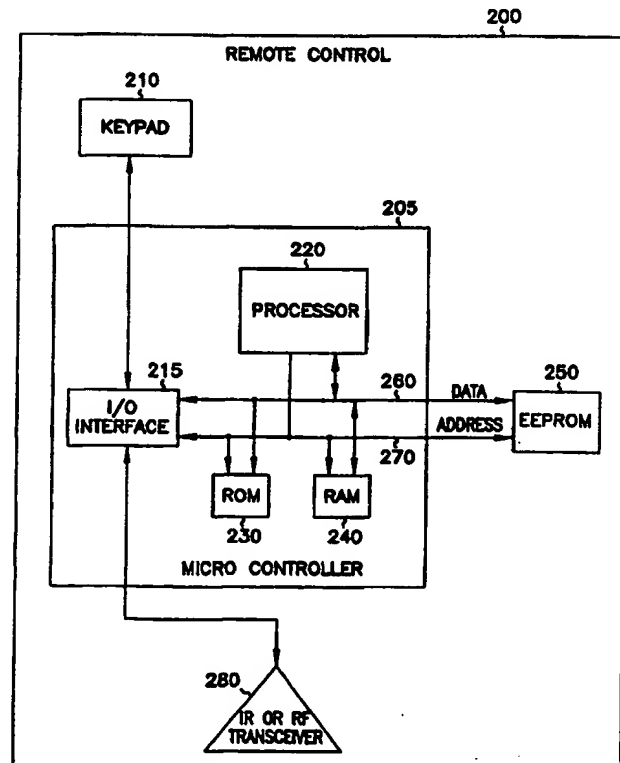 200
REMOTE CONTROL
210
KEYPAD
205
220
PROCESSOR
215
I/O
INTERFACE
260
DATA
250
EEPROM
ADDRESS
270
ROM
230
RAM
240
MICRO CONTROLLER
280
IR OR RF
TRANSCEIVER